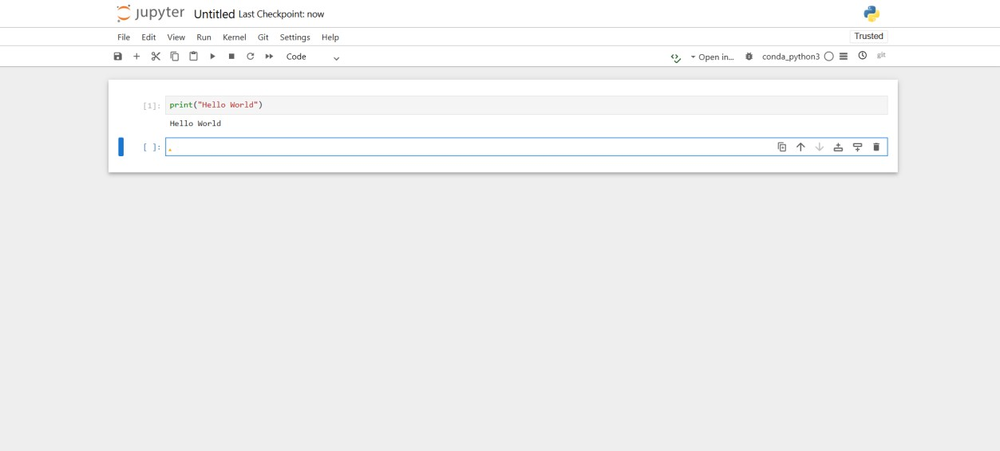 jupyter Untitled Last Checkpoint: now
File Edit View Run Kernel Git Settings Help
Trusted
Code
Open in...
conda_python3
git
[1]: print("Hello World")
Hello World
[ ]: